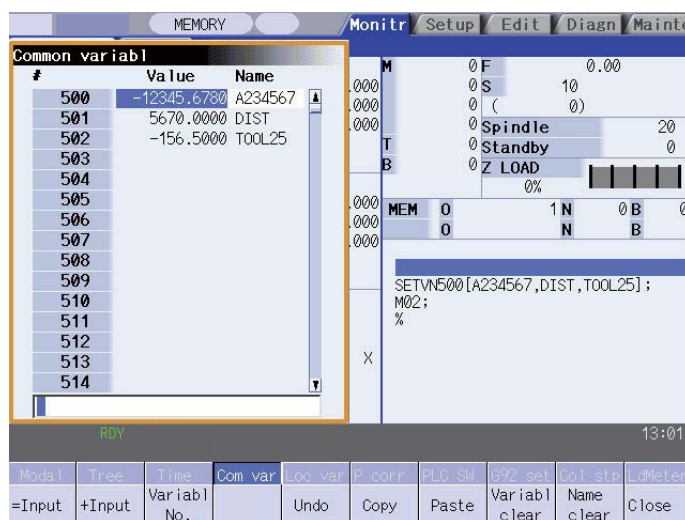 MEMORY Monitr Setup Edit Diagn Mainte
Common variabl
# Value Name
500 -12345.6780 A234567
501 5670.0000 DIST
502 -156.5000 TOOL25
503
504
505
506
507
508
509
510
511
512
513
514
.000
.000
.000
.000
.000
.000
X
M 0 F 0.00
0 S 10
0 ( 0)
0 Spindle 20
T 0 Standby 0
B 0 Z LOAD
0%
MEM O 1 N 0 B 0
O N B
SETVN500[A234567,DIST,TOOL25];
M02;
%
RDY 13:01
Modal Tree Time Com var Loc var P corr PLC SW G92 set Col stp LdMeter
=Input +Input Variabl No. Undo Copy Paste Variabl clear Name clear Close